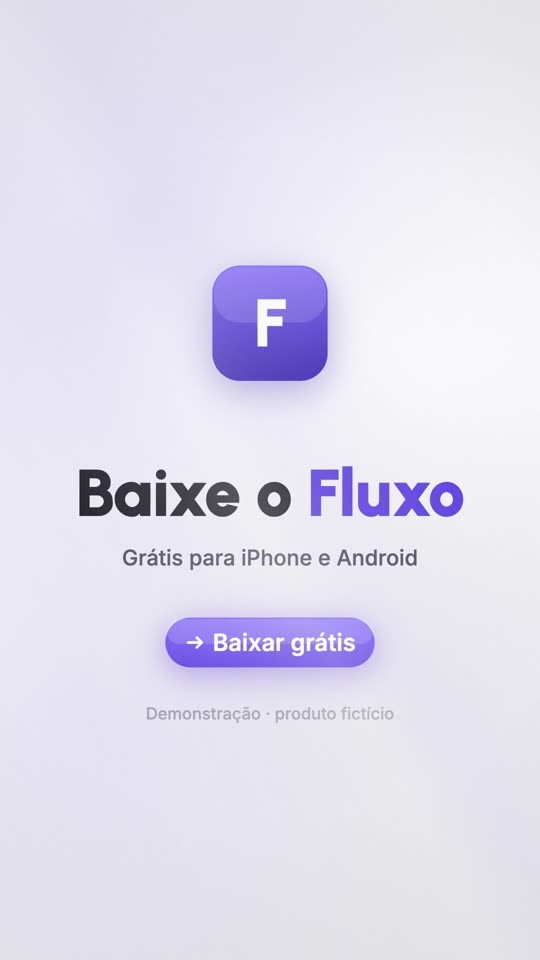 F
Baixe o Fluxo
Grátis para iPhone e Android
→ Baixar grátis
Demonstração · produto fictício